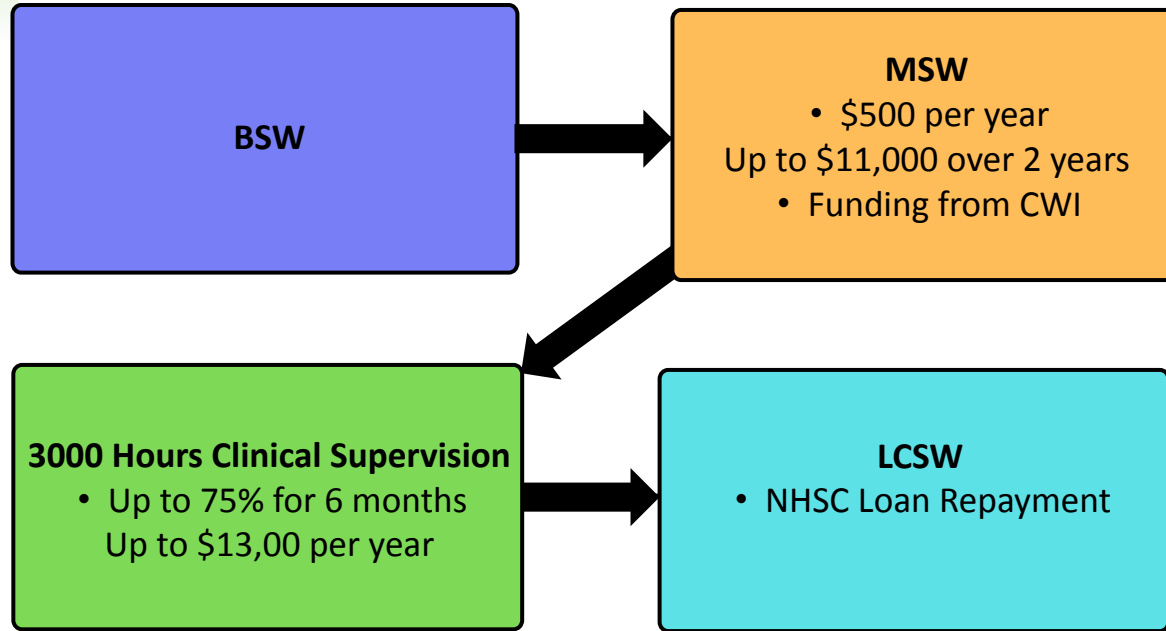 BSW
MSW
• $500 per year
Up to $11,000 over 2 years
• Funding from CWI
3000 Hours Clinical Supervision
• Up to 75% for 6 months
Up to $13,00 per year
LCSW
• NHSC Loan Repayment